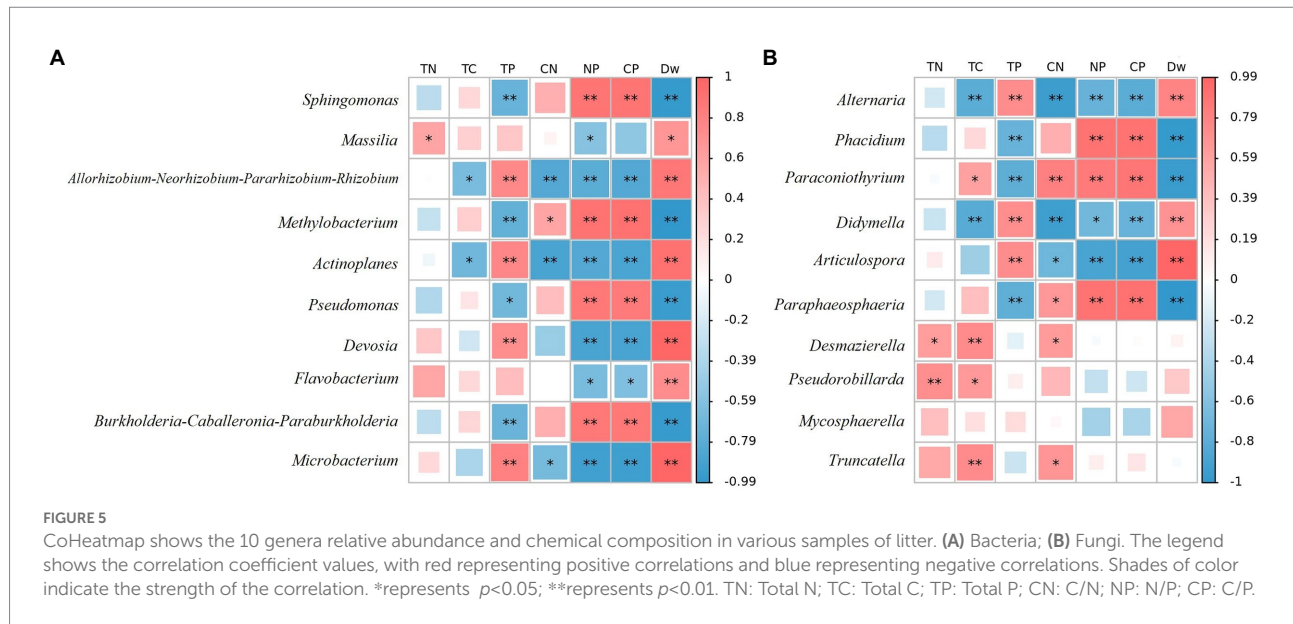 A
TN TC TP CN NP CP Dw
Sphingomonas ** ** ** **
Massilia * * *
Allorhizobium-Neorhizobium-Pararhizobium-Rhizobium * ** ** ** ** **
Methylobacterium ** * ** ** **
Actinoplanes * ** ** ** ** **
Pseudomonas * ** ** **
Devosia ** ** ** **
Flavobacterium * * **
Burkholderia-Caballeronia-Paraburkholderia ** ** ** **
Microbacterium ** * ** ** **
1
0.8
0.6
0.4
0.2
0
-0.2
-0.39
-0.59
-0.79
-0.99
B
TN TC TP CN NP CP Dw
Alternaria ** ** ** ** ** **
Phacidium ** ** ** **
Paraconiothyrium * ** ** ** ** **
Didymella ** ** ** * ** **
Articulospora ** * ** ** **
Paraphaeosphaeria ** * ** ** **
Desmazierella * ** *
Pseudorobillarda ** *
Mycosphaerella
Truncatella ** *
0.99
0.79
0.59
0.39
0.19
0
-0.2
-0.4
-0.6
-0.8
-1
FIGURE 5
CoHeatmap shows the 10 genera relative abundance and chemical composition in various samples of litter. (A) Bacteria; (B) Fungi. The legend
shows the correlation coefficient values, with red representing positive correlations and blue representing negative correlations. Shades of color
indicate the strength of the correlation. *represents p<0.05; **represents p<0.01. TN: Total N; TC: Total C; TP: Total P; CN: C/N; NP: N/P; CP: C/P.